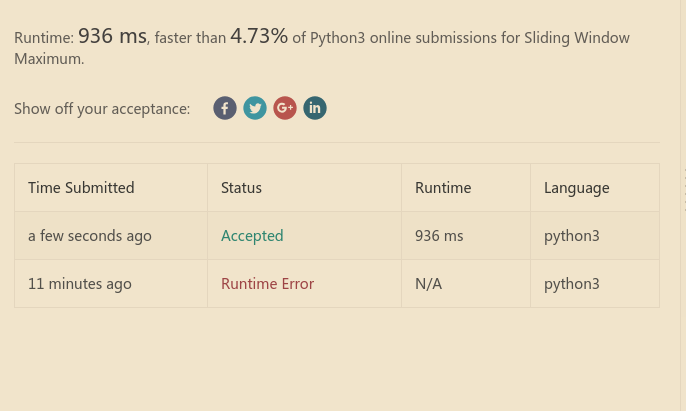 Runtime: 936 ms, faster than 4.73% of Python3 online submissions for Sliding Window
Maximum.
Show off your acceptance: f G+ in
Time Submitted Status Runtime Language
a few seconds ago Accepted 936 ms python3
11 minutes ago Runtime Error N/A python3